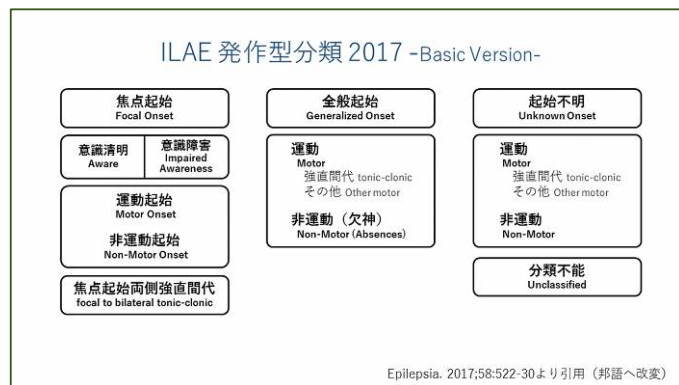 ILAE 発作型分類 2017 -Basic Version-
焦点起始
Focal Onset
意識清明
Aware
意識障害
Impaired
Awareness
運動起始
Motor Onset
非運動起始
Non-Motor Onset
焦点起始両側強直間代
focal to bilateral tonic-clonic
全般起始
Generalized Onset
運動
Motor
強直間代 tonic-clonic
その他 Other motor
非運動（欠神）
Non-Motor (Absences)
起始不明
Unknown Onset
運動
Motor
強直間代 tonic-clonic
その他 Other motor
非運動
Non-Motor
分類不能
Unclassified
Epilepsia. 2017;58:522-30より引用（邦語へ改変）